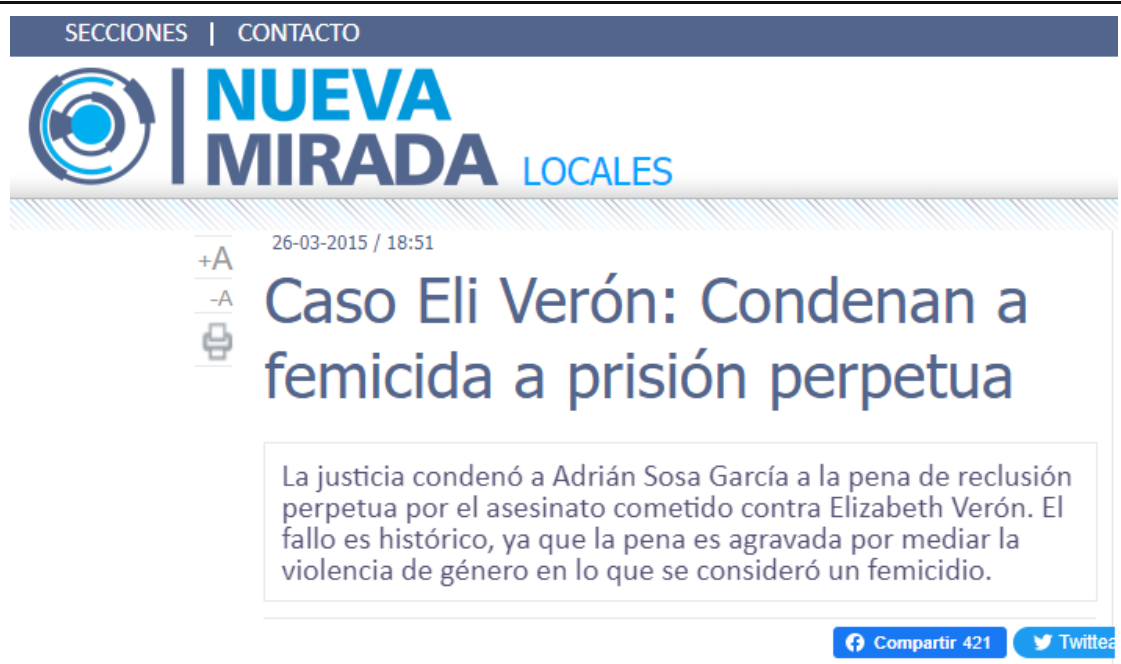 SECCIONES | CONTACTO
NUEVA
MIRADA LOCALES
26-03-2015 / 18:51
+A
-A
Caso Eli Verón: Condenan a
femicida a prisión perpetua
La justicia condenó a Adrián Sosa García a la pena de reclusión
perpetua por el asesinato cometido contra Elizabeth Verón. El
fallo es histórico, ya que la pena es agravada por mediar la
violencia de género en lo que se consideró un femicidio.
Compartir 421 Twittea